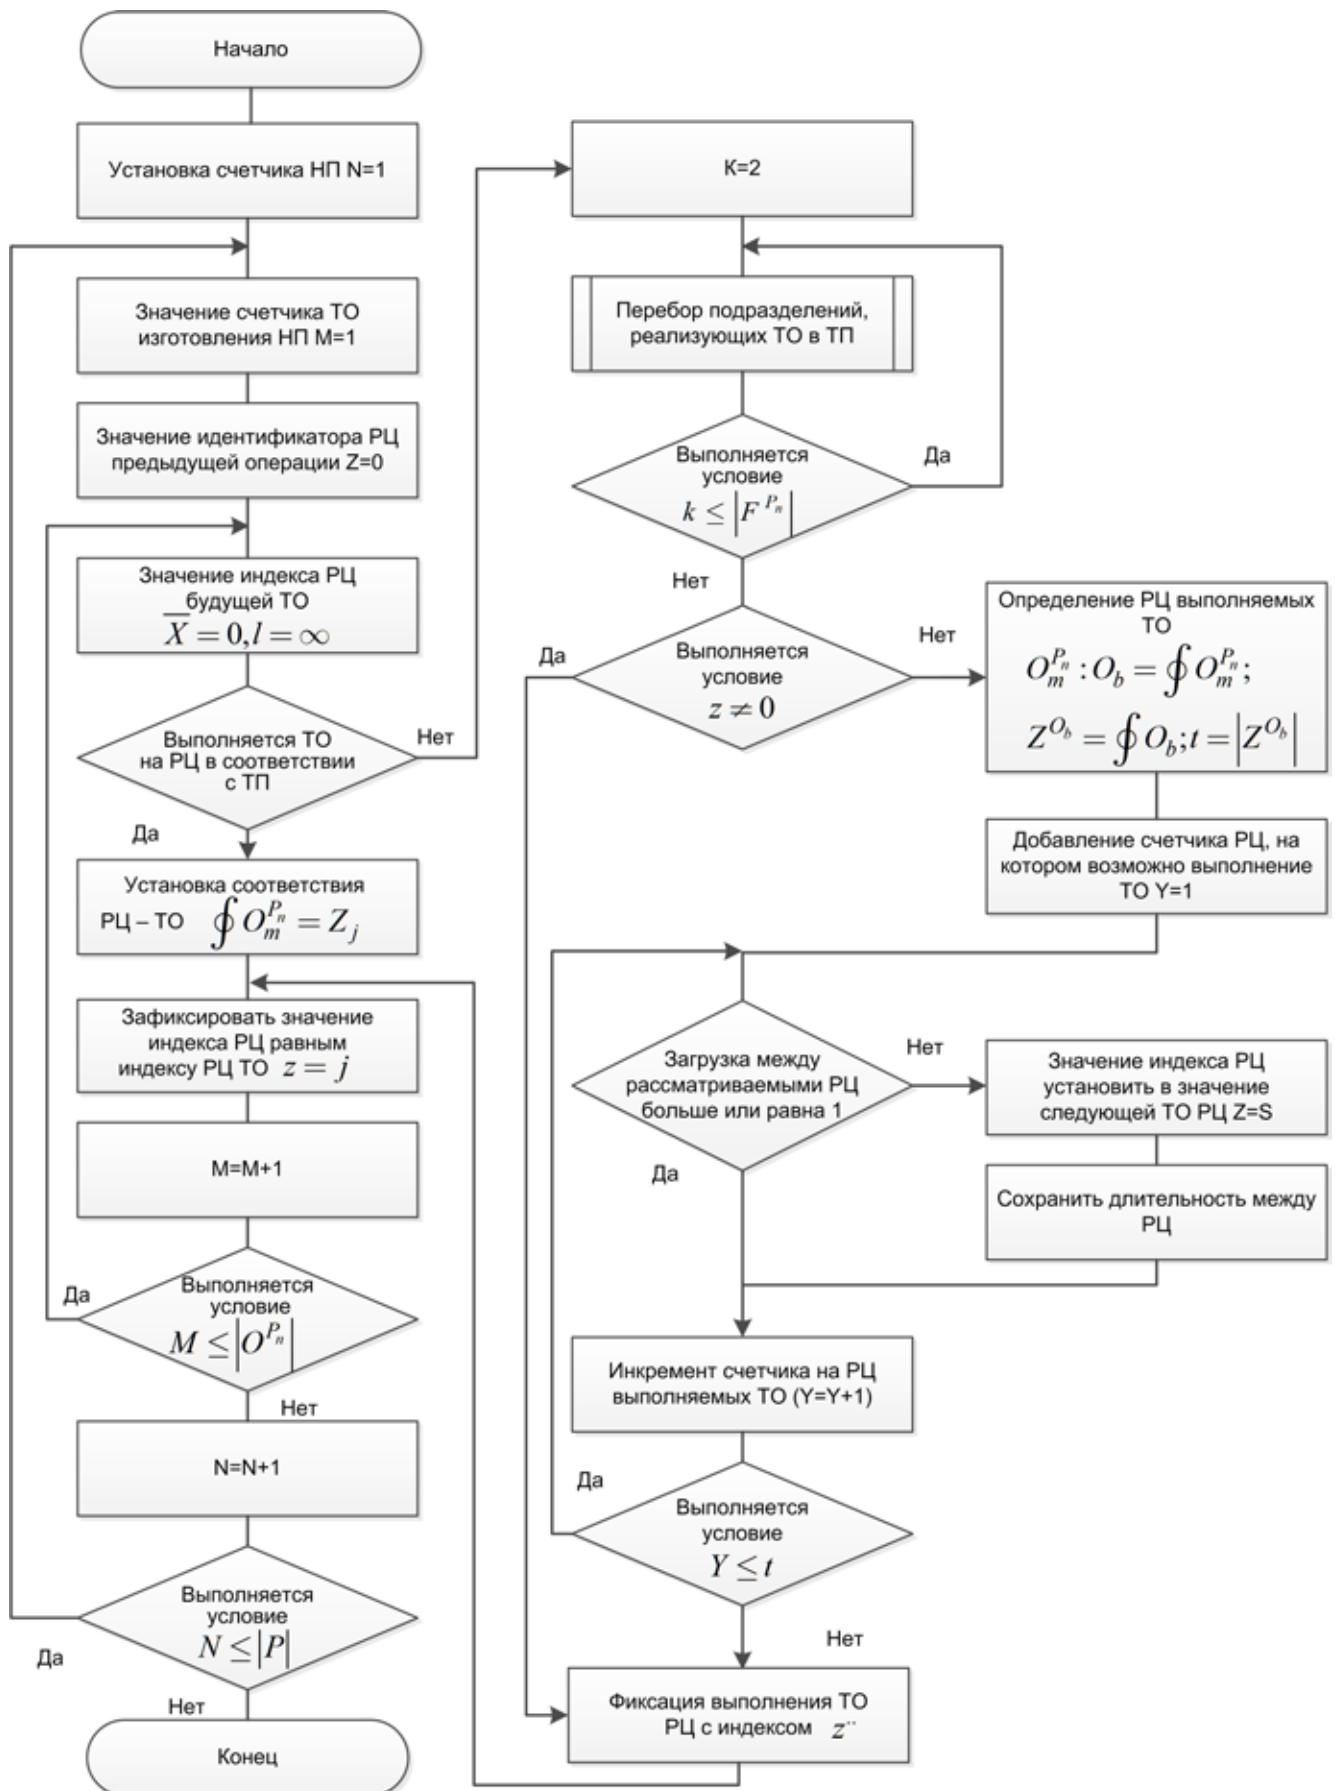 Начало
Установка счетчика НП N=1
Значение счетчика ТО
изготовления НП M=1
Значение идентификатора РЦ
предыдущей операции Z=0
Значение индекса РЦ
будущей ТО
X̅ = 0, l = ∞
Выполняется ТО
на РЦ в соответствии
с ТП
Нет
Да
Установка соответствия
РЦ – ТО ∮ O_m^{P_n} = Z_j
Зафиксировать значение
индекса РЦ равным
индексу РЦ ТО z = j
M=M+1
Выполняется
условие
M ≤ |O^{P_n}|
Да
Нет
N=N+1
Выполняется
условие
N ≤ |P|
Да
Нет
Конец
К=2
Перебор подразделений,
реализующих ТО в ТП
Выполняется
условие
k ≤ |F^{P_n}|
Да
Нет
Выполняется
условие
z ≠ 0
Да
Нет
Определение РЦ выполняемых
ТО
O_m^{P_n} : O_b = ∮ O_m^{P_n};
Z^{O_b} = ∮ O_b; t = |Z^{O_b}|
Добавление счетчика РЦ, на
котором возможно выполнение
ТО Y=1
Загрузка между
рассматриваемыми РЦ
больше или равна 1
Нет
Да
Значение индекса РЦ
установить в значение
следующей ТО РЦ Z=S
Сохранить длительность между
РЦ
Инкремент счетчика на РЦ
выполняемых ТО (Y=Y+1)
Выполняется
условие
Y ≤ t
Да
Нет
Фиксация выполнения ТО
РЦ с индексом z¨